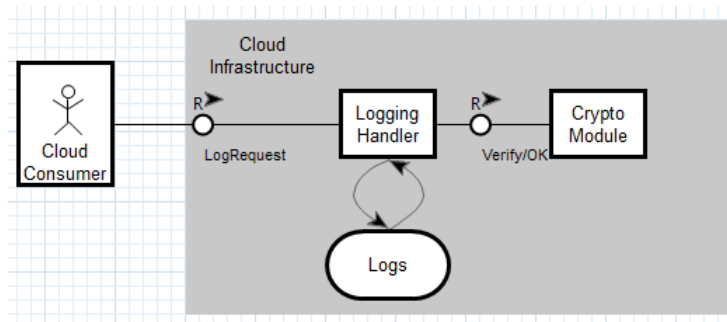 Cloud
Infrastructure
Cloud
Consumer
R
LogRequest
Logging
Handler
R
Verify/OK
Crypto
Module
Logs